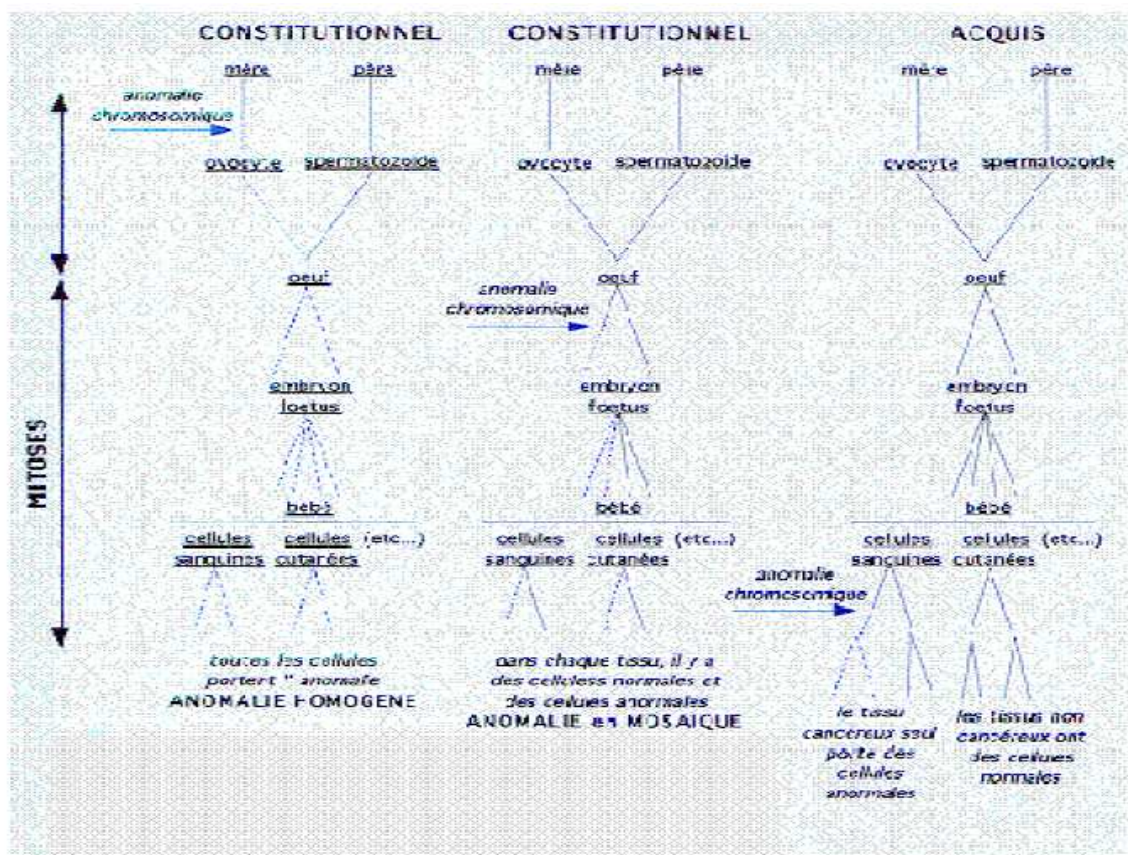 CONSTITUTIONNEL
mère père
anomalie
chromosomique
ovocyte spermatozoide
oeuf
embryon
foetus
bébé
cellules cellules (etc...)
sanguines cutanées
toutes les cellules
portent l'anomalie
ANOMALIE HOMOGENE
CONSTITUTIONNEL
mère père
ovocyte spermatozoide
oeuf
anomalie
chromosomique
embryon
foetus
bébé
cellules cellules (etc...)
sanguines cutanées
dans chaque tissu, il y a
des celluless normales et
des cellules anormales
ANOMALIE en MOSAIQUE
ACQUIS
mère père
ovocyte spermatozoide
oeuf
embryon
foetus
bébé
cellules cellules (etc...)
sanguines cutanées
anomalie
chromosomique
le tissu
cancéreux seul
porte des
cellules
anormales
les tissus non
cancéreux ont
des cellules
normales
MITOSES